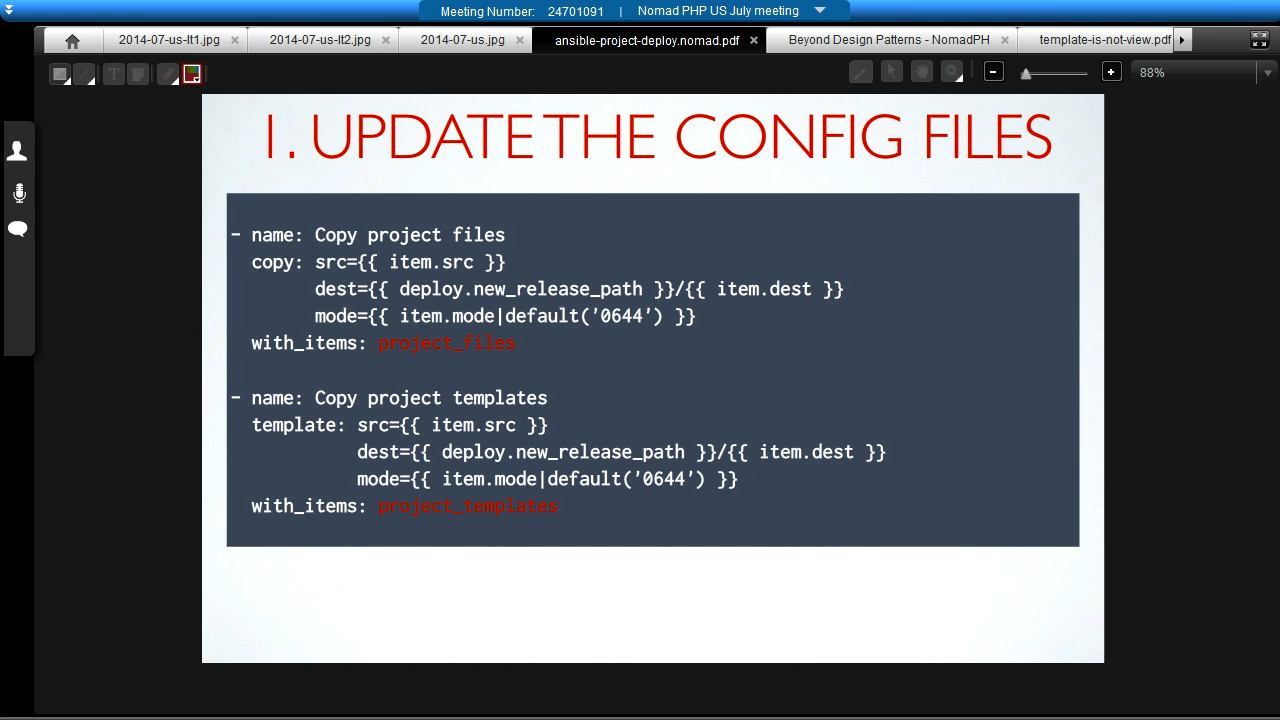 Meeting Number: 24701091 | Nomad PHP US July meeting
2014-07-us-lt1.jpg 2014-07-us-lt2.jpg 2014-07-us.jpg ansible-project-deploy.nomad.pdf Beyond Design Patterns - NomadPH template-is-not-view.pdf
88%
1. UPDATE THE CONFIG FILES
- name: Copy project files
copy: src={{ item.src }}
dest={{ deploy.new_release_path }}/{{ item.dest }}
mode={{ item.mode|default('0644') }}
with_items: project_files
- name: Copy project templates
template: src={{ item.src }}
dest={{ deploy.new_release_path }}/{{ item.dest }}
mode={{ item.mode|default('0644') }}
with_items: project_templates